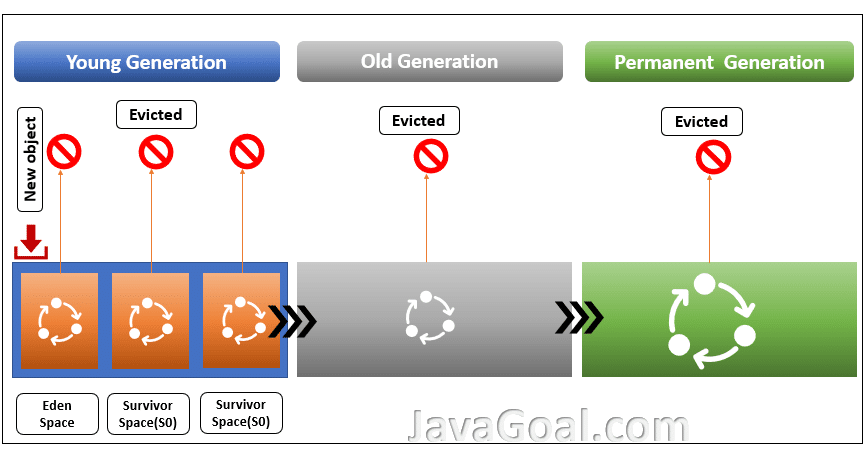 Young Generation
Old Generation
Permanent Generation
New object
Evicted
Evicted
Evicted
Eden
Space
Survivor
Space(S0)
Survivor
Space(S0)
JavaGoal.com